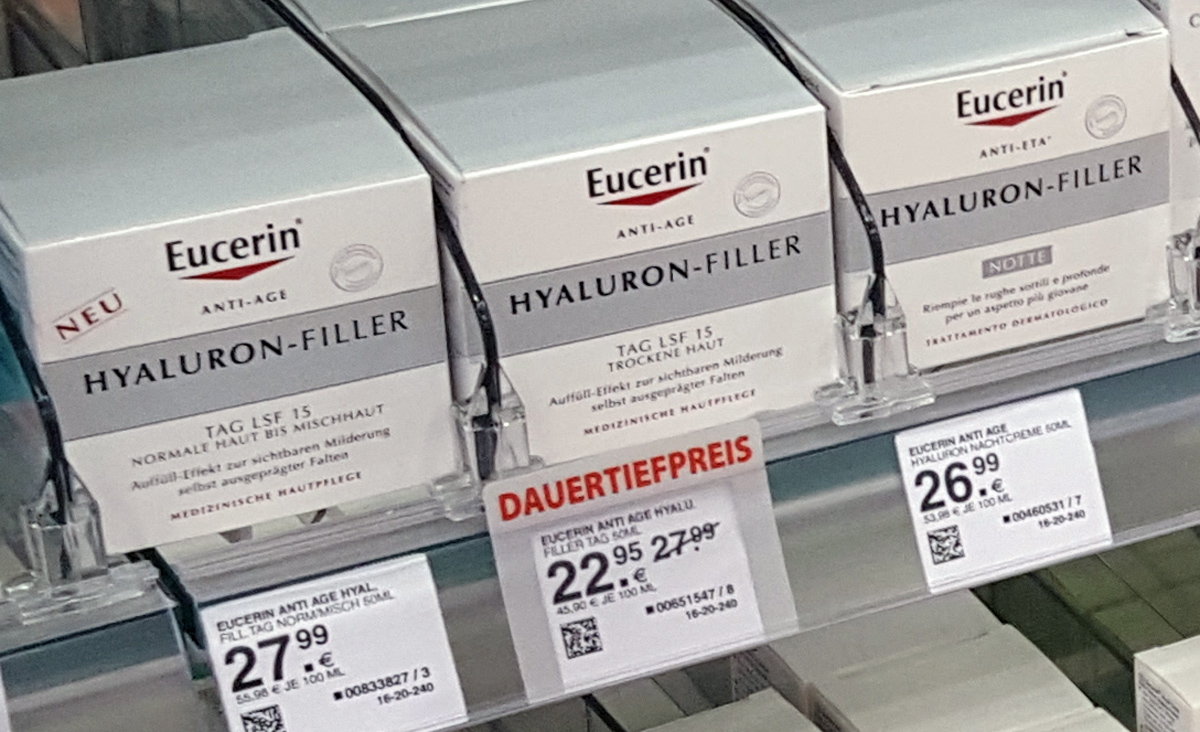 Eucerin
NEU
ANTI-AGE
HYALURON-FILLER
TAG LSF 15
NORMALE HAUT BIS MISCHHAUT
Auffüll-Effekt zur sichtbaren Milderung
selbst ausgeprägter Falten
MEDIZINISCHE HAUTPFLEGE
Eucerin
ANTI-AGE
HYALURON-FILLER
TAG LSF 15
TROCKENE HAUT
Auffüll-Effekt zur sichtbaren Milderung
selbst ausgeprägter Falten
MEDIZINISCHE HAUTPFLEGE
Eucerin
ANTI-ETA
HYALURON-FILLER
NOTTE
Riempie le rughe sottili e profonde
per un aspetto più giovane
TRATTAMENTO DERMATOLOGICO
EUCERIN ANTI AGE HYAL.
FILL.TAG NORM/MISCH 50ML
27.99 €
55,98 € JE 100 ML
00833827 / 3
16-20-240
DAUERTIEFPREIS
EUCERIN ANTI AGE HYALU.
FILLER TAG 50ML
22.95 € 27.99
45,90 € JE 100 ML
00651547 / 8
16-20-240
EUCERIN ANTI AGE
HYALURON NACHTCREME 50ML
26.99 €
53,98 € JE 100 ML
00460531 / 7
16-20-240